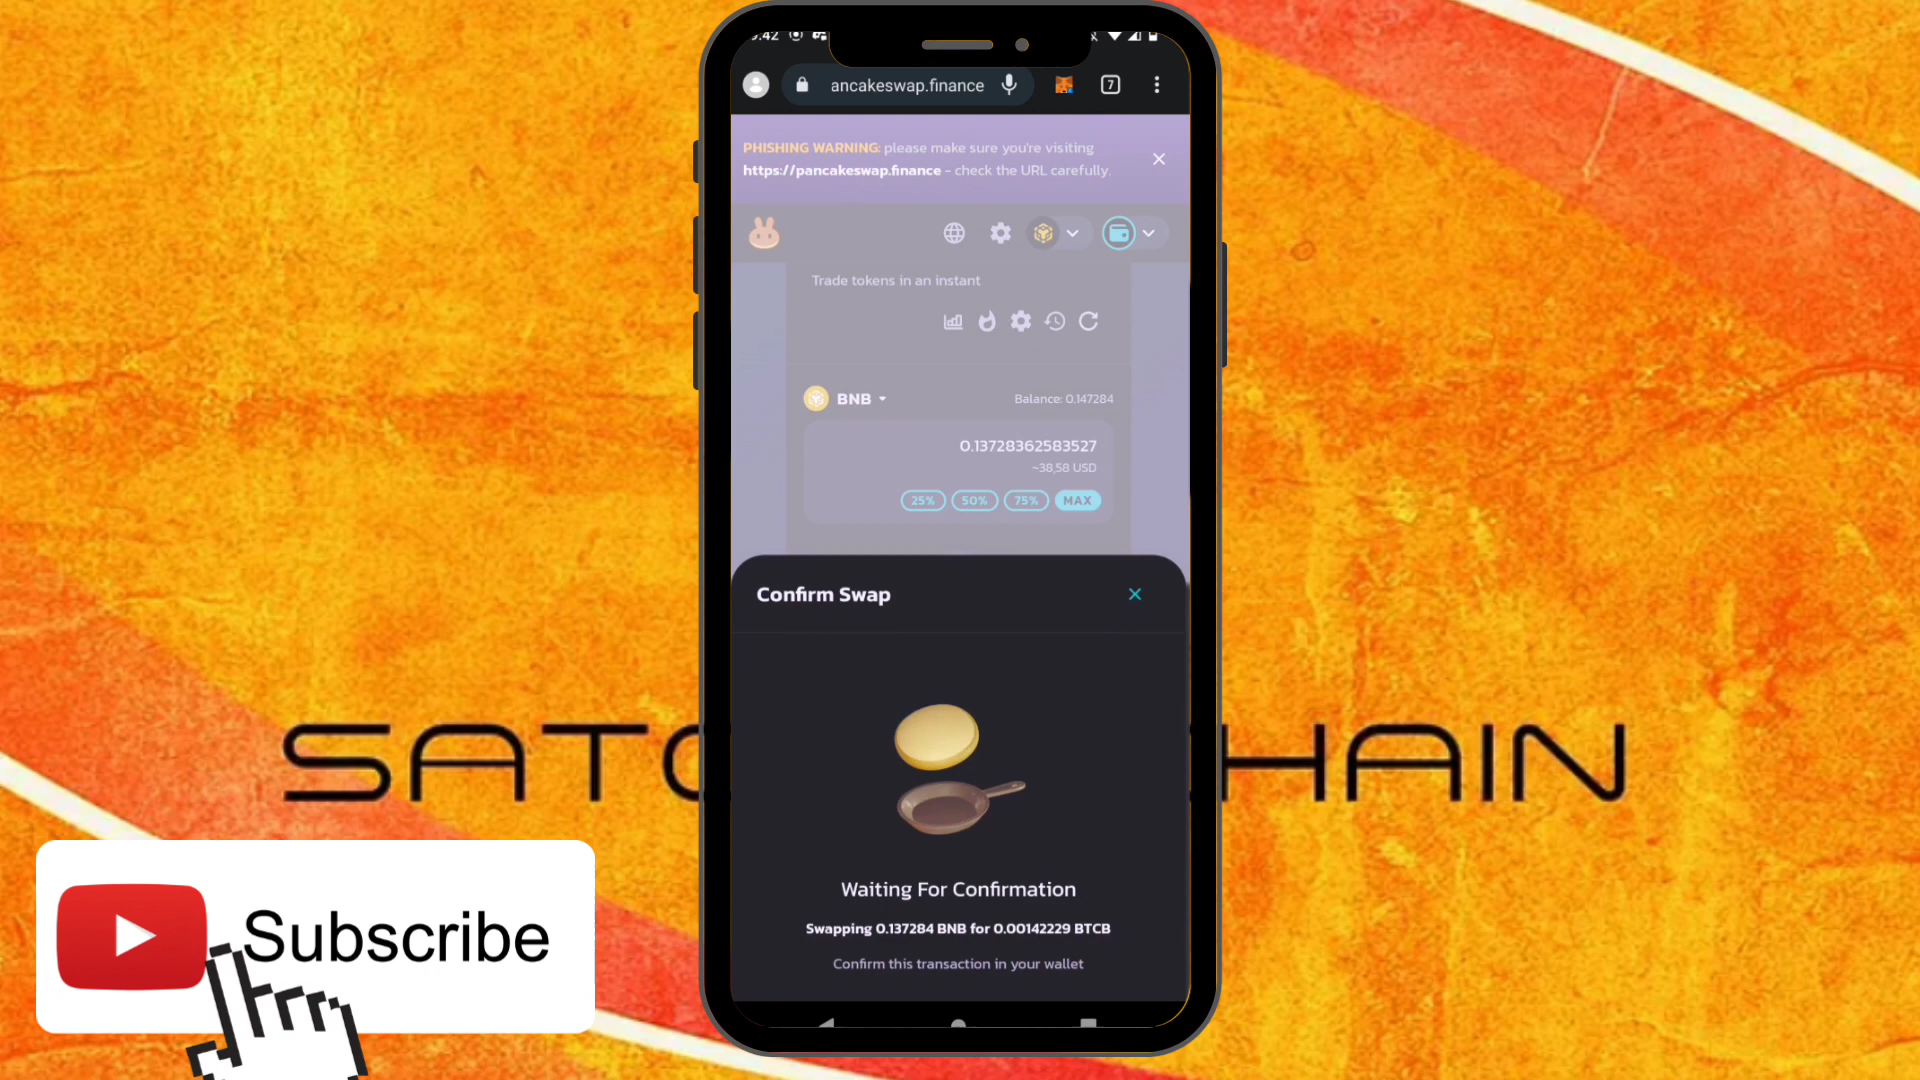 9:42
ancakeswap.finance
7
PHISHING WARNING: please make sure you're visiting
https://pancakeswap.finance - check the URL carefully.
Trade tokens in an instant
BNB
Balance: 0.147284
0.13728362583527
~38,58 USD
25% 50% 75% MAX
Confirm Swap
Waiting For Confirmation
Swapping 0.137284 BNB for 0.00142229 BTCB
Confirm this transaction in your wallet
SATO HAIN
Subscribe